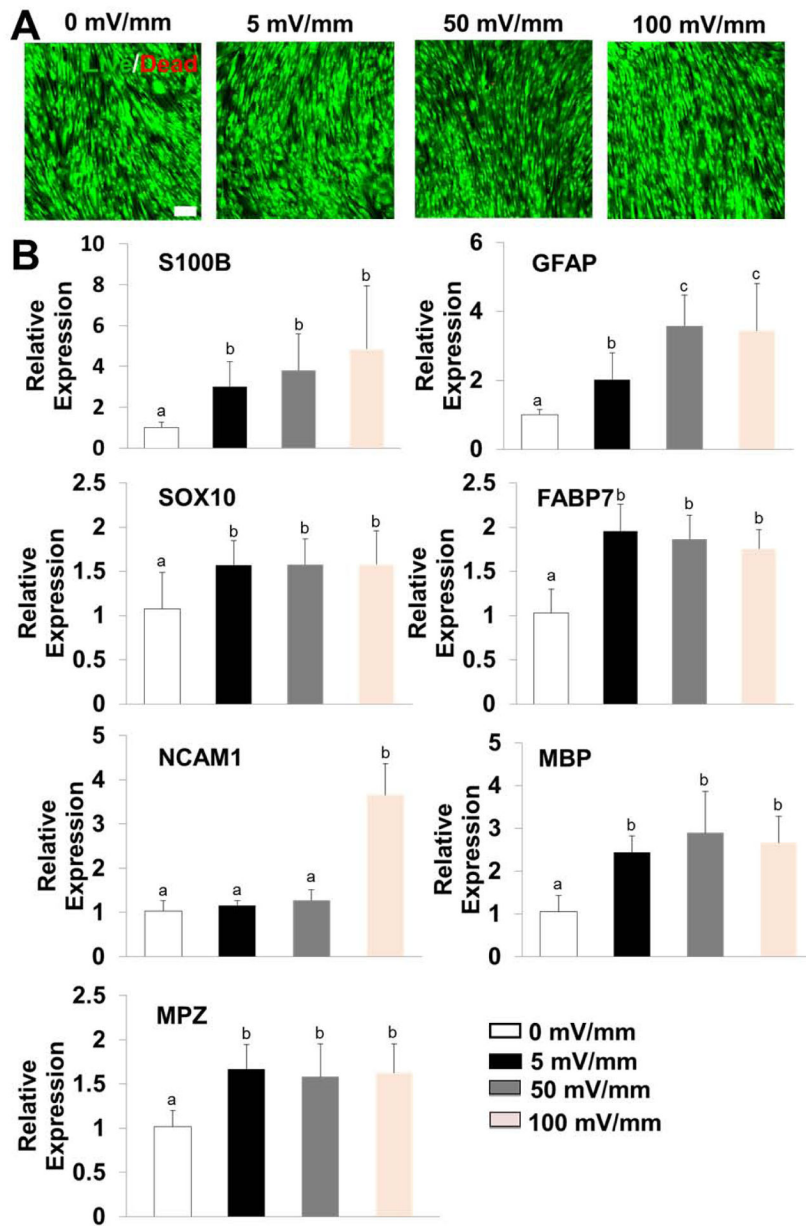 A
0 mV/mm 5 mV/mm 50 mV/mm 100 mV/mm
Live/Dead
B
S100B
Relative
Expression
10
8
6
4
2
0
a b b b
GFAP
Relative
Expression
6
4
2
0
a b c c
SOX10
Relative
Expression
2.5
2
1.5
1
0.5
0
a b b b
FABP7
Relative
Expression
2.5
2
1.5
1
0.5
0
a b b b
NCAM1
Relative
Expression
5
4
3
2
1
0
a a a b
MBP
Relative
Expression
5
4
3
2
1
0
a b b b
MPZ
Relative
Expression
2.5
2
1.5
1
0.5
0
a b b b
0 mV/mm
5 mV/mm
50 mV/mm
100 mV/mm